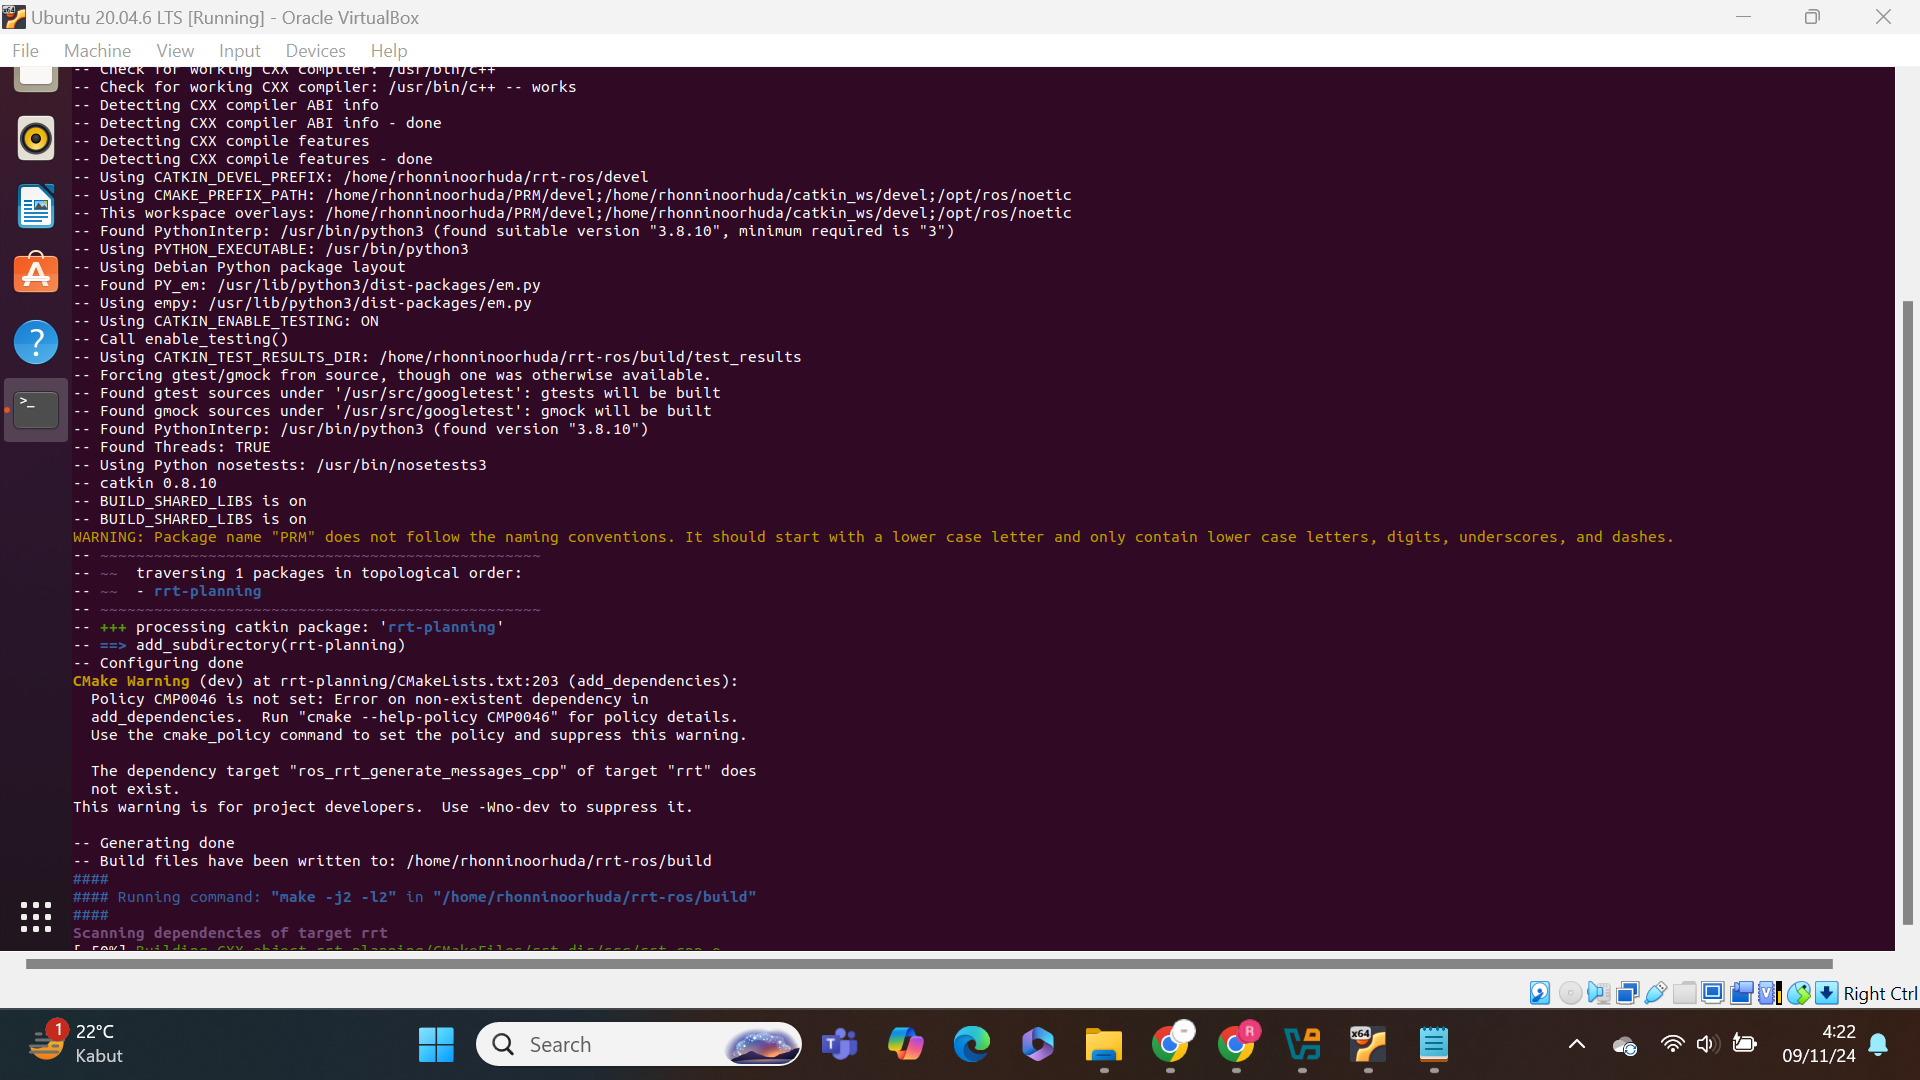 Ubuntu 20.04.6 LTS [Running] - Oracle VirtualBox
File Machine View Input Devices Help
-- Check for working CXX compiler: /usr/bin/c++
-- Check for working CXX compiler: /usr/bin/c++ -- works
-- Detecting CXX compiler ABI info
-- Detecting CXX compiler ABI info - done
-- Detecting CXX compile features
-- Detecting CXX compile features - done
-- Using CATKIN_DEVEL_PREFIX: /home/rhonninoorhuda/rrt-ros/devel
-- Using CMAKE_PREFIX_PATH: /home/rhonninoorhuda/PRM/devel;/home/rhonninoorhuda/catkin_ws/devel;/opt/ros/noetic
-- This workspace overlays: /home/rhonninoorhuda/PRM/devel;/home/rhonninoorhuda/catkin_ws/devel;/opt/ros/noetic
-- Found PythonInterp: /usr/bin/python3 (found suitable version "3.8.10", minimum required is "3")
-- Using PYTHON_EXECUTABLE: /usr/bin/python3
-- Using Debian Python package layout
-- Found PY_em: /usr/lib/python3/dist-packages/em.py
-- Using empy: /usr/lib/python3/dist-packages/em.py
-- Using CATKIN_ENABLE_TESTING: ON
-- Call enable_testing()
-- Using CATKIN_TEST_RESULTS_DIR: /home/rhonninoorhuda/rrt-ros/build/test_results
-- Forcing gtest/gmock from source, though one was otherwise available.
-- Found gtest sources under '/usr/src/googletest': gtests will be built
-- Found gmock sources under '/usr/src/googletest': gmock will be built
-- Found PythonInterp: /usr/bin/python3 (found version "3.8.10")
-- Found Threads: TRUE
-- Using Python nosetests: /usr/bin/nosetests3
-- catkin 0.8.10
-- BUILD_SHARED_LIBS is on
-- BUILD_SHARED_LIBS is on
WARNING: Package name "PRM" does not follow the naming conventions. It should start with a lower case letter and only contain lower case letters, digits, underscores, and dashes.
-- ~~~~~~~~~~~~~~~~~~~~~~~~~~~~~~~~~~~~~~~~~~~~~~~~~
-- ~~  traversing 1 packages in topological order:
-- ~~  - rrt-planning
-- ~~~~~~~~~~~~~~~~~~~~~~~~~~~~~~~~~~~~~~~~~~~~~~~~~
-- +++ processing catkin package: 'rrt-planning'
-- ==> add_subdirectory(rrt-planning)
-- Configuring done
CMake Warning (dev) at rrt-planning/CMakeLists.txt:203 (add_dependencies):
Policy CMP0046 is not set: Error on non-existent dependency in
add_dependencies.  Run "cmake --help-policy CMP0046" for policy details.
Use the cmake_policy command to set the policy and suppress this warning.
The dependency target "ros_rrt_generate_messages_cpp" of target "rrt" does
not exist.
This warning is for project developers.  Use -Wno-dev to suppress it.
-- Generating done
-- Build files have been written to: /home/rhonninoorhuda/rrt-ros/build
####
#### Running command: "make -j2 -l2" in "/home/rhonninoorhuda/rrt-ros/build"
####
Scanning dependencies of target rrt
[ 50%] Building CXX object rrt-planning/CMakeFiles/rrt.dir/src/rrt.cpp.o
Right Ctrl
1
22°C
Kabut
Search
R
x64
4:22
09/11/24